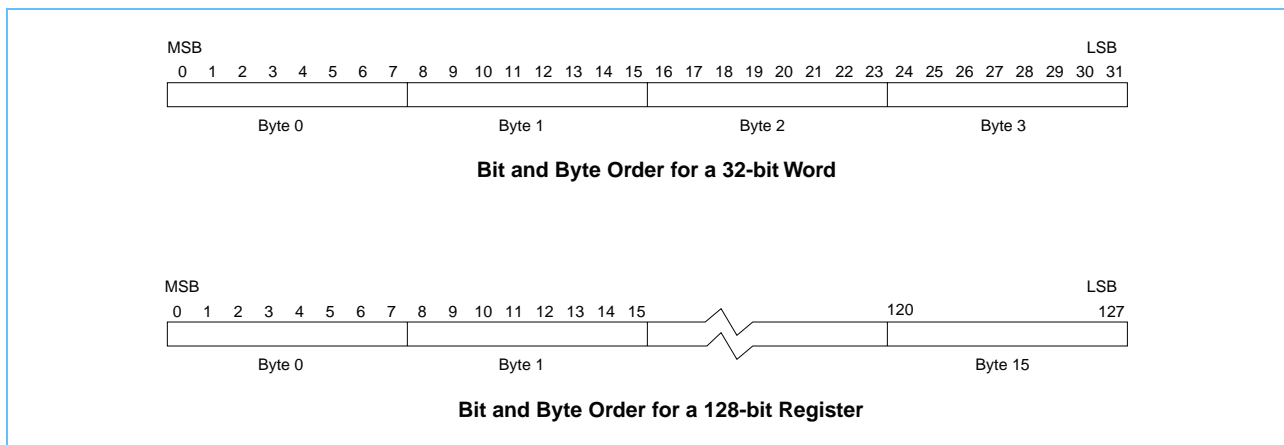 MSB LSB
0 1 2 3 4 5 6 7 8 9 10 11 12 13 14 15 16 17 18 19 20 21 22 23 24 25 26 27 28 29 30 31
Byte 0 Byte 1 Byte 2 Byte 3
Bit and Byte Order for a 32-bit Word
MSB LSB
0 1 2 3 4 5 6 7 8 9 10 11 12 13 14 15 120 127
Byte 0 Byte 1 Byte 15
Bit and Byte Order for a 128-bit Register